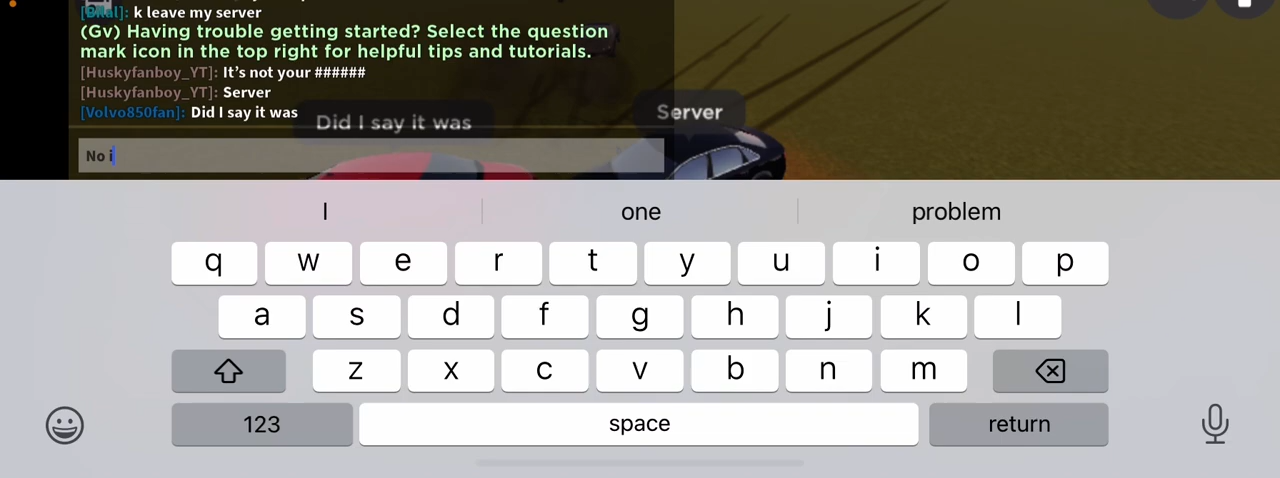 [Bhal]: k leave my server
(Gv) Having trouble getting started? Select the question
mark icon in the top right for helpful tips and tutorials.
[Huskyfanboy_YT]: It’s not your ######
[Huskyfanboy_YT]: Server
[Volvo850fan]: Did I say it was
Did I say it was
Server
No i
I one problem
q w e r t y u i o p
a s d f g h j k l
z x c v b n m
123 space return